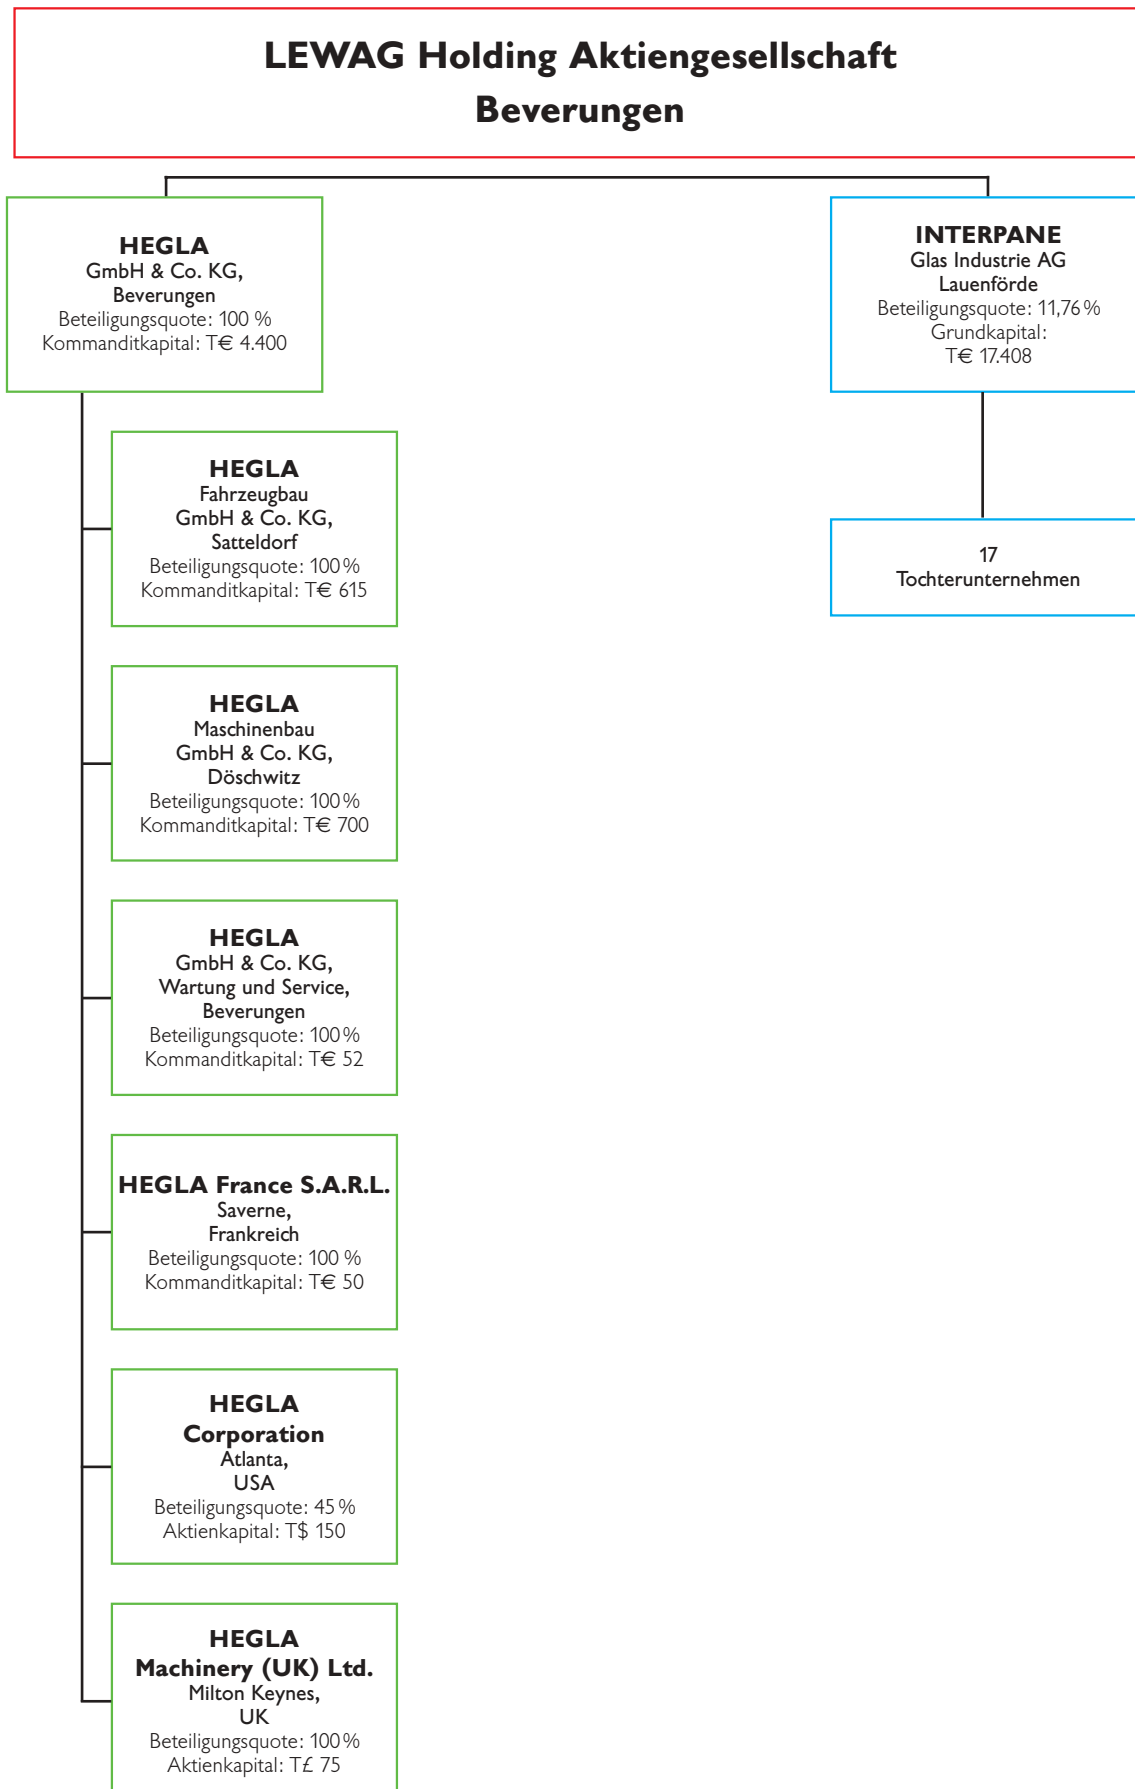 LEWAG Holding Aktiengesellschaft
Beverungen
HEGLA
GmbH & Co. KG,
Beverungen
Beteiligungsquote: 100 %
Kommanditkapital: T€ 4.400
INTERPANE
Glas Industrie AG
Lauenförde
Beteiligungsquote: 11,76 %
Grundkapital:
T€ 17.408
HEGLA
Fahrzeugbau
GmbH & Co. KG,
Satteldorf
Beteiligungsquote: 100 %
Kommanditkapital: T€ 615
17
Tochterunternehmen
HEGLA
Maschinenbau
GmbH & Co. KG,
Döschwitz
Beteiligungsquote: 100 %
Kommanditkapital: T€ 700
HEGLA
GmbH & Co. KG,
Wartung und Service,
Beverungen
Beteiligungsquote: 100 %
Kommanditkapital: T€ 52
HEGLA France S.A.R.L.
Saverne,
Frankreich
Beteiligungsquote: 100 %
Kommanditkapital: T€ 50
HEGLA
Corporation
Atlanta,
USA
Beteiligungsquote: 45 %
Aktienkapital: T$ 150
HEGLA
Machinery (UK) Ltd.
Milton Keynes,
UK
Beteiligungsquote: 100 %
Aktienkapital: T£ 75